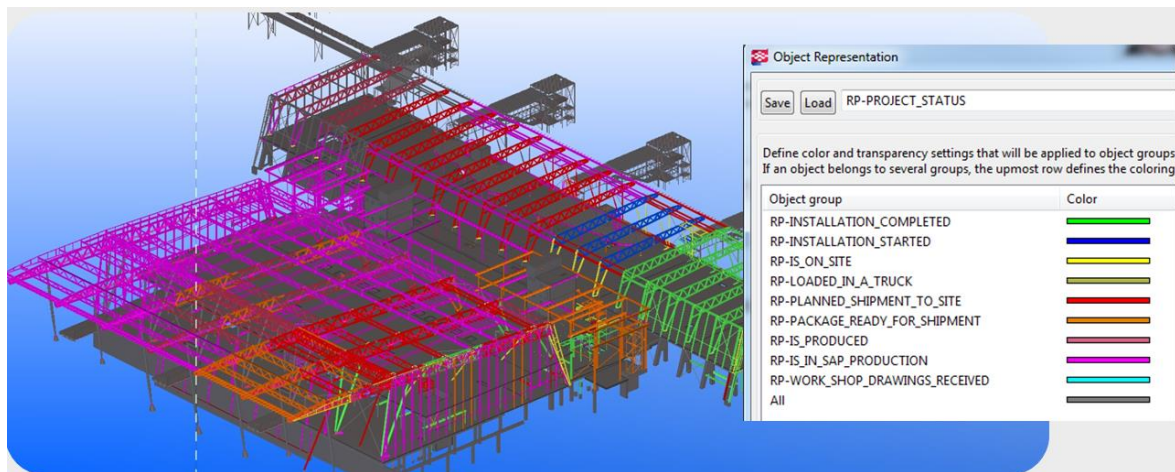 Object Representation
Save Load RP-PROJECT_STATUS
Define color and transparency settings that will be applied to object groups
If an object belongs to several groups, the upmost row defines the coloring
Object group Color
RP-INSTALLATION_COMPLETED
RP-INSTALLATION_STARTED
RP-IS_ON_SITE
RP-LOADED_IN_A_TRUCK
RP-PLANNED_SHIPMENT_TO_SITE
RP-PACKAGE_READY_FOR_SHIPMENT
RP-IS_PRODUCED
RP-IS_IN_SAP_PRODUCTION
RP-WORK_SHOP_DRAWINGS_RECEIVED
All